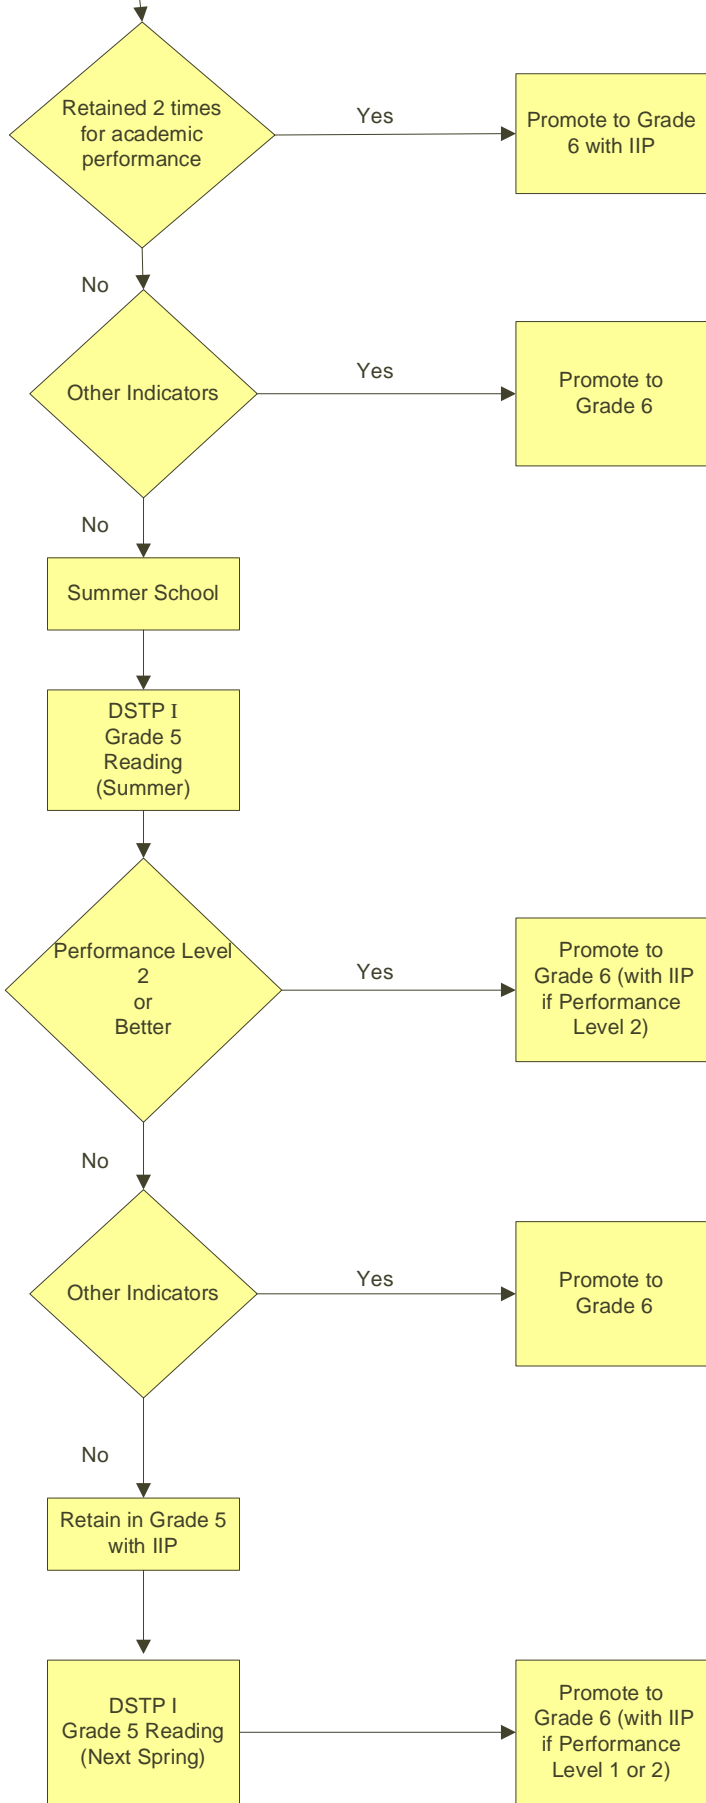 Retained 2 times
for academic
performance
Yes
Promote to Grade
6 with IIP
No
Other Indicators
Yes
Promote to
Grade 6
No
Summer School
DSTP I
Grade 5
Reading
(Summer)
Performance Level
2
or
Better
Yes
Promote to
Grade 6 (with IIP
if Performance
Level 2)
No
Other Indicators
Yes
Promote to
Grade 6
No
Retain in Grade 5
with IIP
DSTP I
Grade 5 Reading
(Next Spring)
Promote to
Grade 6 (with IIP
if Performance
Level 1 or 2)